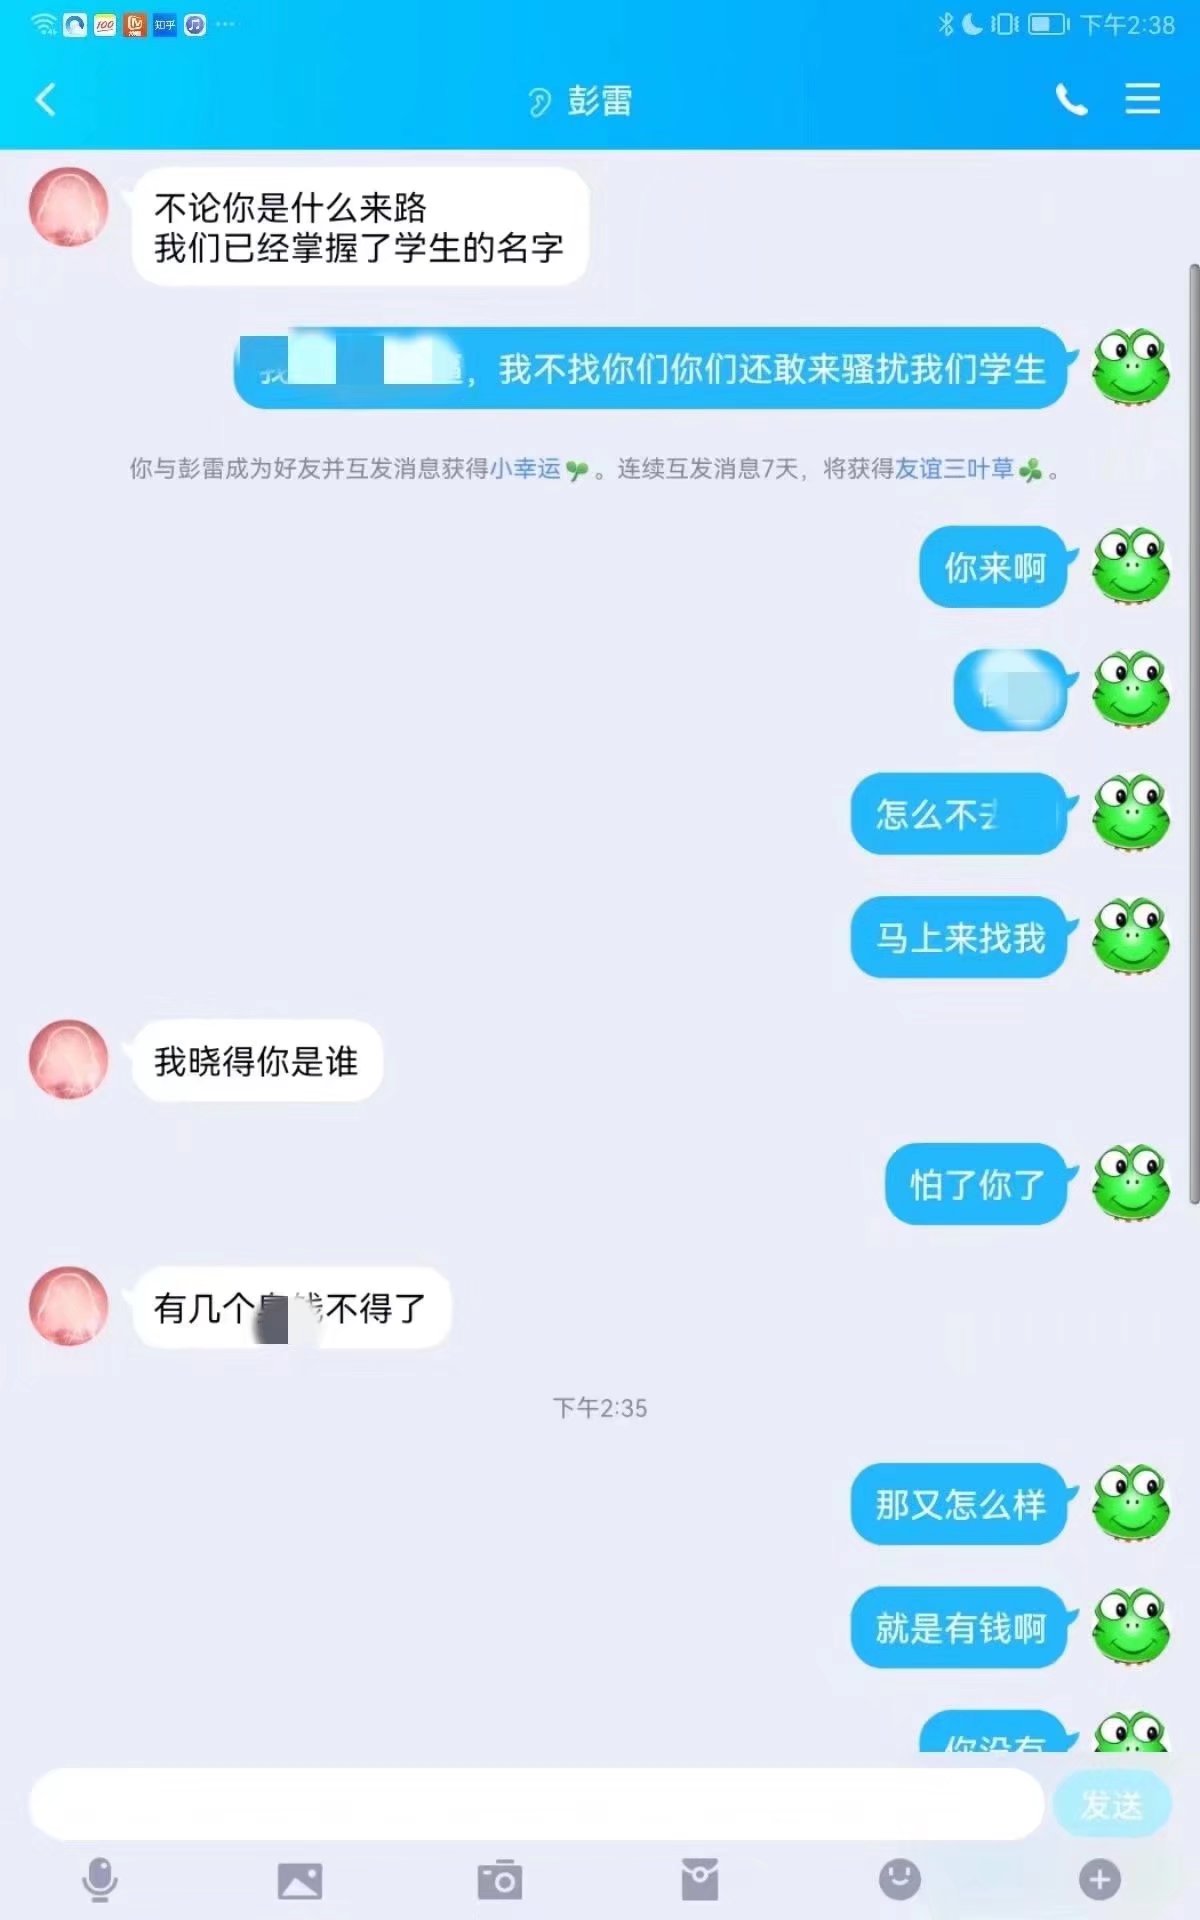 100
知乎
下午2:38
彭雷
不论你是什么来路
我们已经掌握了学生的名字
，我不找你们你们还敢来骚扰我们学生
你与彭雷成为好友并互发消息获得小幸运。连续互发消息7天，将获得友谊三叶草。
你来啊
怎么不
马上来找我
我晓得你是谁
怕了你了
有几个不得了
下午2:35
那又怎么样
就是有钱啊
你没有
发送